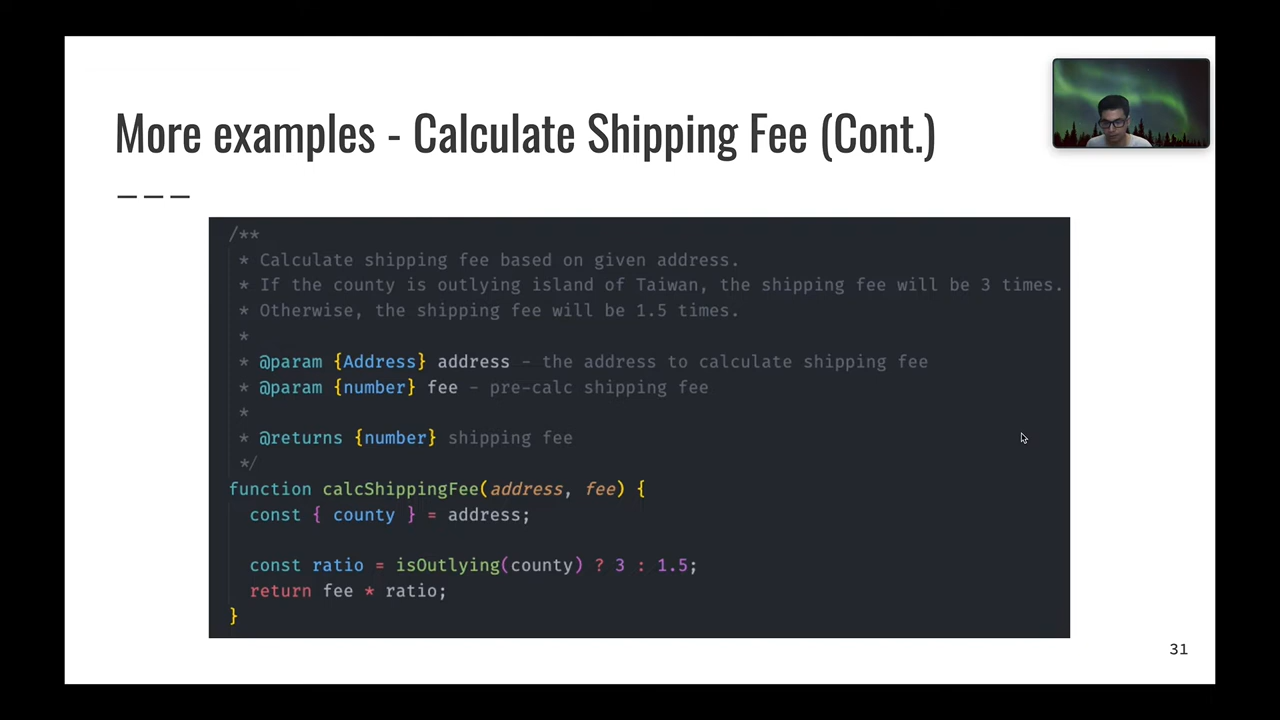 More examples - Calculate Shipping Fee (Cont.)
/**
* Calculate shipping fee based on given address.
* If the county is outlying island of Taiwan, the shipping fee will be 3 times.
* Otherwise, the shipping fee will be 1.5 times.
*
* @param {Address} address - the address to calculate shipping fee
* @param {number} fee - pre-calc shipping fee
*
* @returns {number} shipping fee
*/
function calcShippingFee(address, fee) {
const { county } = address;
const ratio = isOutlying(county) ? 3 : 1.5;
return fee * ratio;
}
31